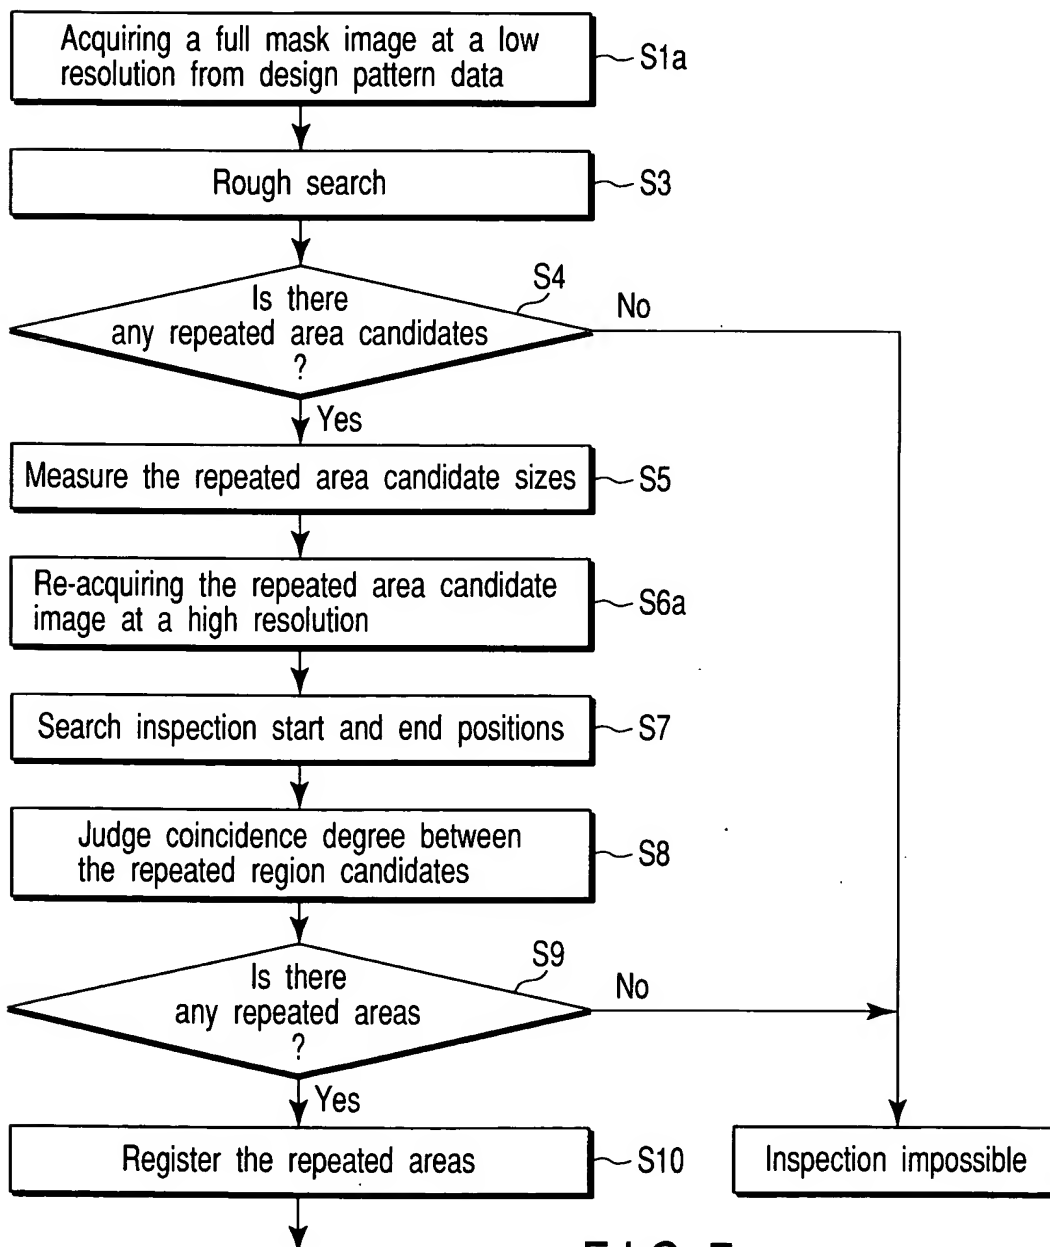 Acquiring a full mask image at a low
resolution from design pattern data
S1a
Rough search
S3
S4
Is there
any repeated area candidates
?
No
Yes
Measure the repeated area candidate sizes
S5
Re-acquiring the repeated area candidate
image at a high resolution
S6a
Search inspection start and end positions
S7
Judge coincidence degree between
the repeated region candidates
S8
S9
Is there
any repeated areas
?
No
Yes
Register the repeated areas
S10
Inspection impossible